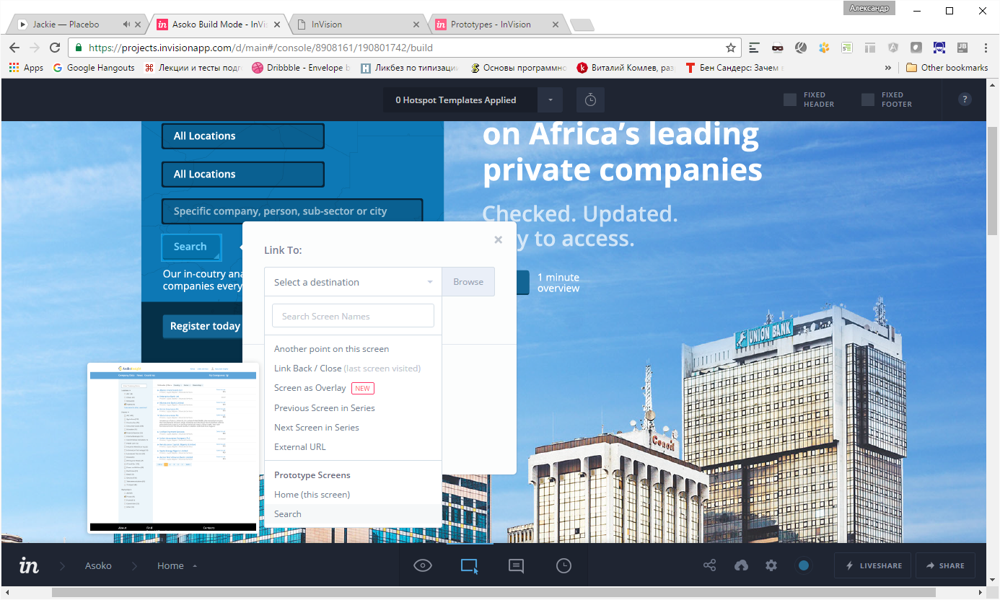 Александр
Jackie — Placebo
Asoko Build Mode - InVis
InVision
Prototypes - InVision
https://projects.invisionapp.com/d/main#/console/8908161/190801742/build
Apps
Google Hangouts
Лекции и тесты подг
Dribbble - Envelope b
Ликбез по типизаци
Основы программно
Виталий Комлев, раз
Бен Сандерс: Зачем
»
Other bookmarks
0 Hotspot Templates Applied
FIXED
HEADER
FIXED
FOOTER
?
All Locations
All Locations
Specific company, person, sub-sector or city
Search
Our in-coutry ana
companies every
Register today
on Africa’s leading
private companies
Checked. Updated.
y to access.
1 minute
overview
UNION BANK
Link To:
Select a destination
Browse
Search Screen Names
Another point on this screen
Link Back / Close (last screen visited)
Screen as Overlay NEW
Previous Screen in Series
Next Screen in Series
External URL
Prototype Screens
Home (this screen)
Search
About
Find
Contacts
in
Asoko
Home
LIVESHARE
SHARE